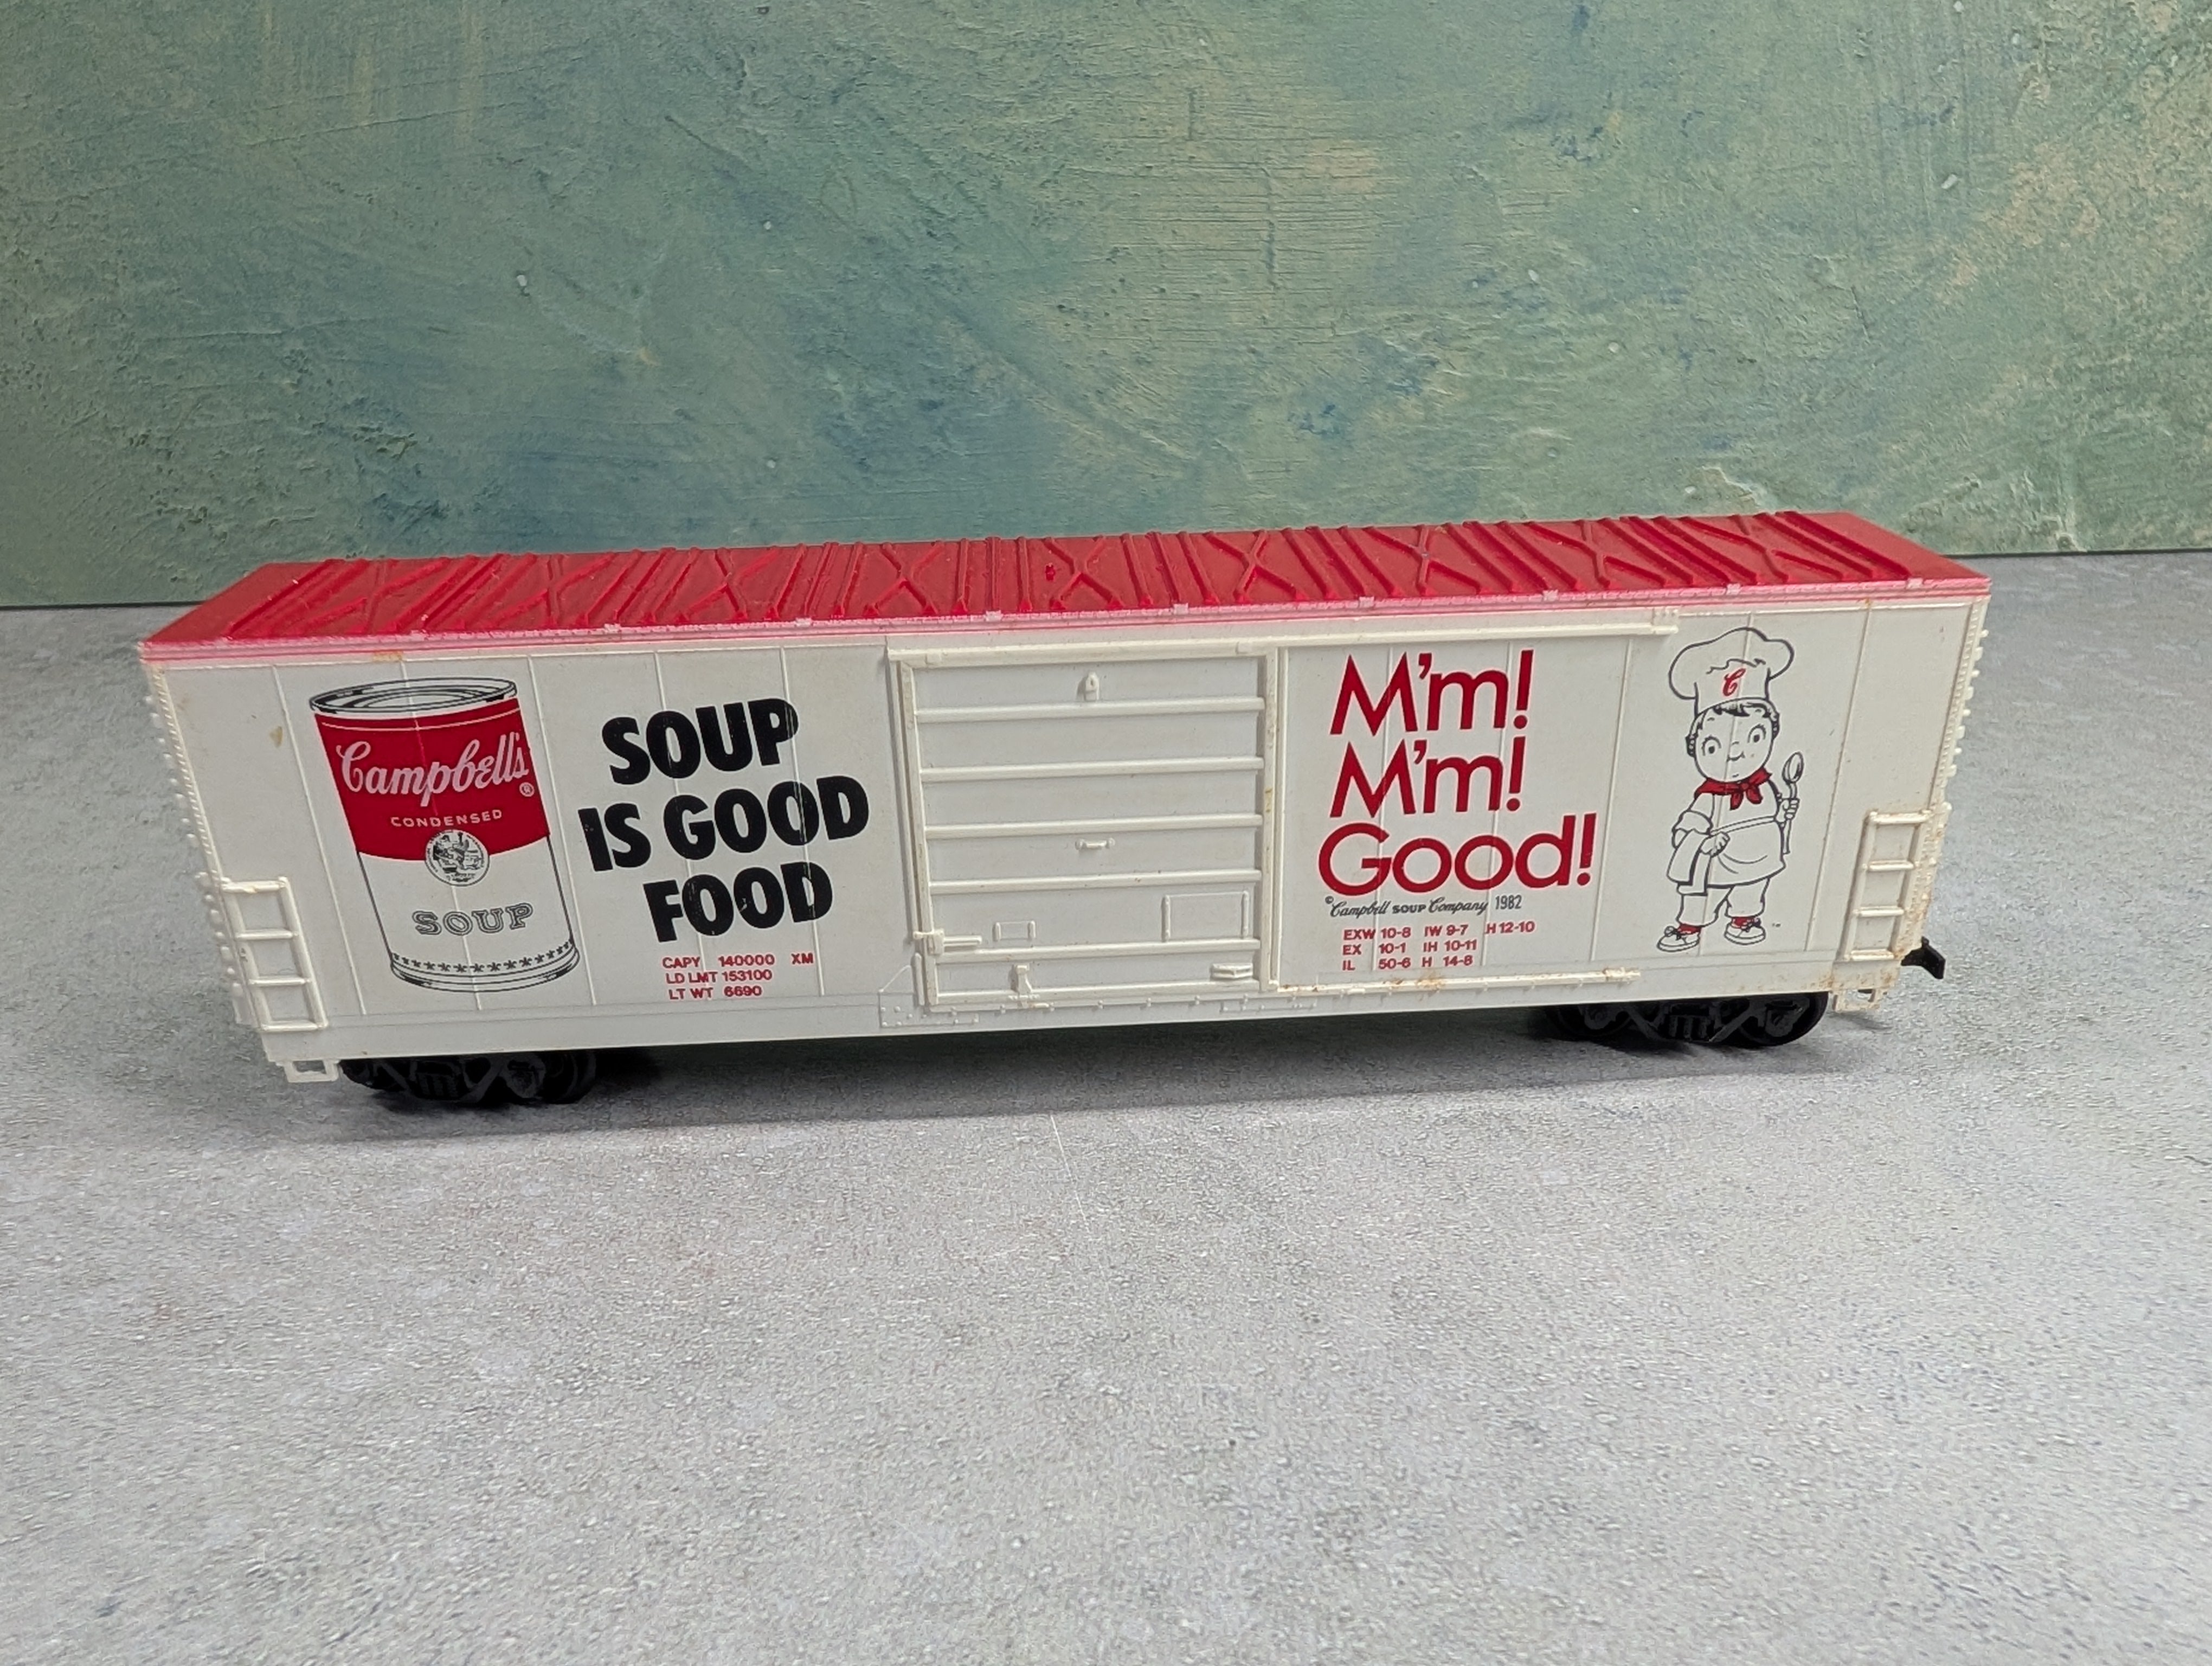 Campbell's®
CONDENSED
SOUP
SOUP
IS GOOD
FOOD
CAPY 140000 XM
LD LMT 153100
LT WT 6690
M'm!
M'm!
Good!
©Campbell SOUP Company 1982
EXW 10-8 IW 9-7 H 12-10
EX 10-1 IH 10-11
IL 50-6 H 14-8
C